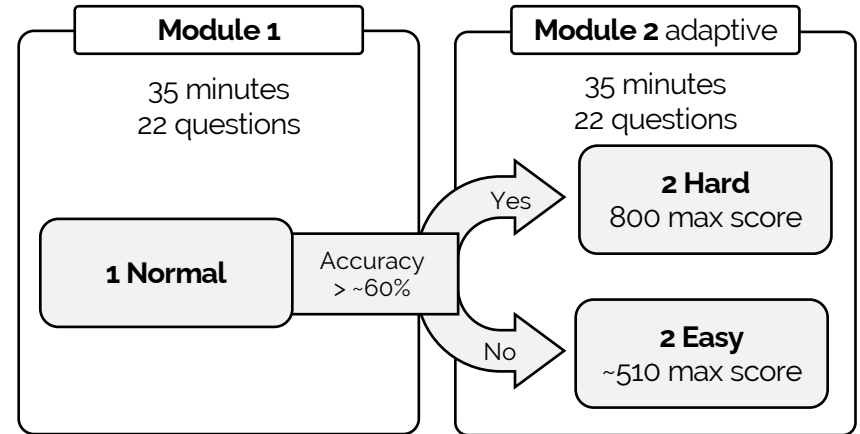 Module 1
35 minutes
22 questions
1 Normal
Accuracy
> ~60%
Module 2 adaptive
35 minutes
22 questions
Yes
2 Hard
800 max score
No
2 Easy
~510 max score